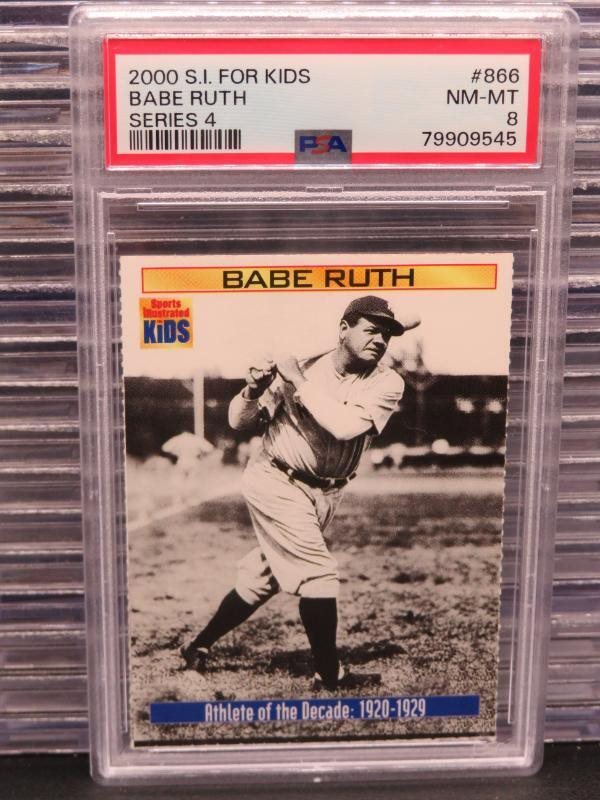 2000 S.I. FOR KIDS #866
BABE RUTH NM-MT
SERIES 4 8
PSA 79909545
BABE RUTH
Sports
Illustrated
for
KIDS
Athlete of the Decade: 1920-1929